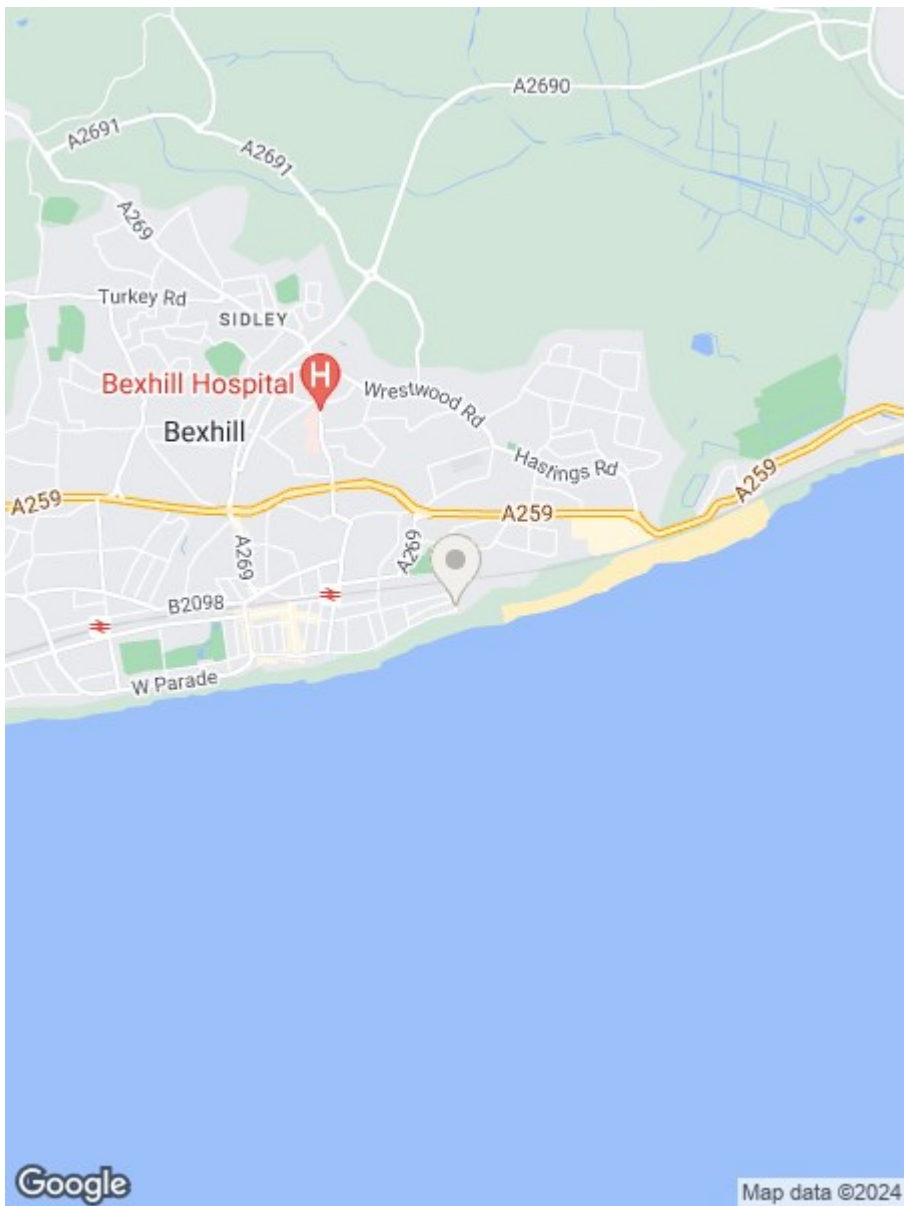 A2690
A2691
A2691
A269
Turkey Rd
SIDLEY
Bexhill Hospital
H
Wrestwood Rd
Bexhill
Hastings Rd
A259
A259
A259
A269
A269
B2098
W Parade
Google
Map data ©2024